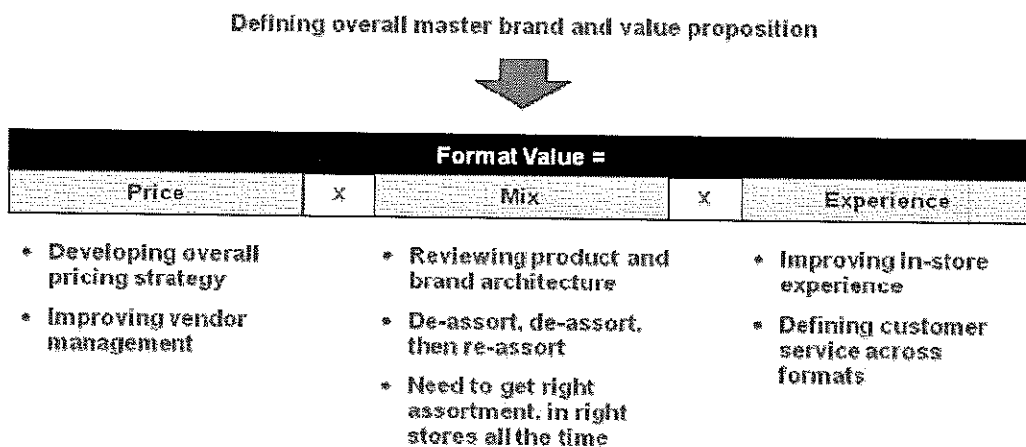 Defining overall master brand and value proposition
Format Value =
Price x Mix x Experience
• Developing overall
pricing strategy
• Improving vendor
management
• Reviewing product and
brand architecture
• De-assort, de-assort,
then re-assort
• Need to get right
assortment, in right
stores all the time
• Improving in-store
experience
• Defining customer
service across
formats